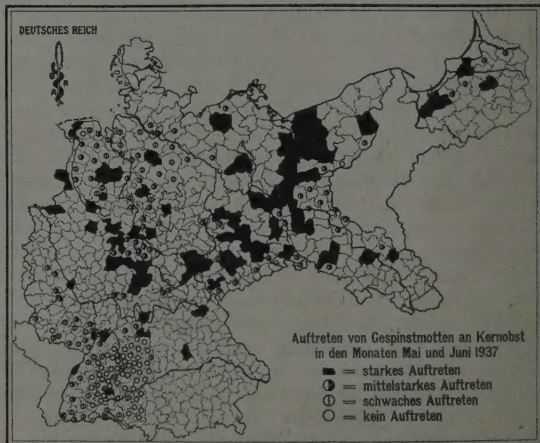 DEUTSCHES REICH
Auftreten von Gespinstmotten an Kernobst
in den Monaten Mai und Juni 1937
= starkes Auftreten
= mittelstarkes Auftreten
= schwaches Auftreten
= kein Auftreten